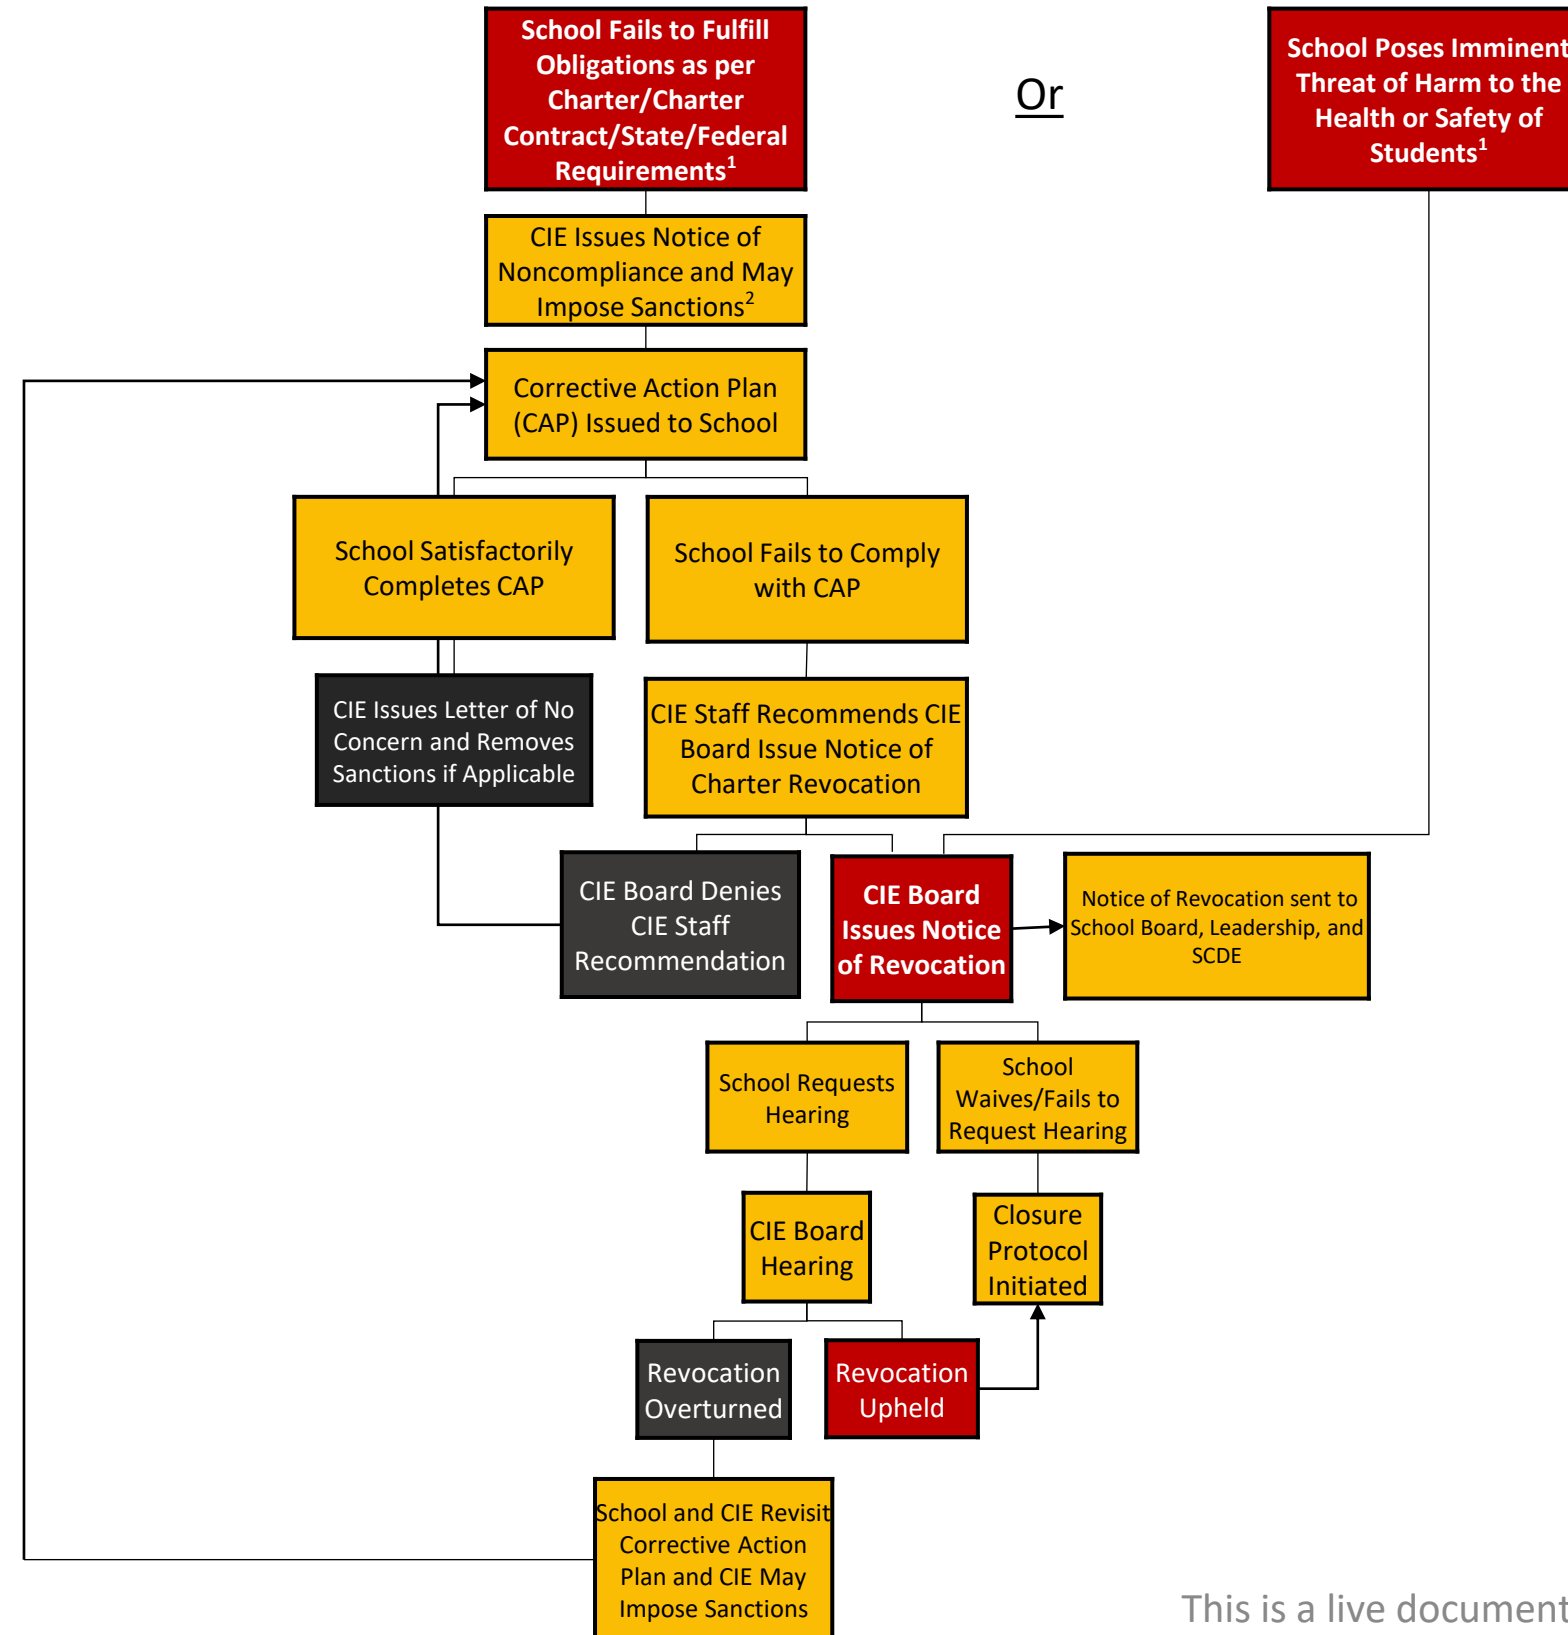 School Fails to Fulfill
Obligations as per
Charter/Charter
Contract/State/Federal
Requirements¹
Or
School Poses Imminent
Threat of Harm to the
Health or Safety of
Students¹
CIE Issues Notice of
Noncompliance and May
Impose Sanctions²
Corrective Action Plan
(CAP) Issued to School
School Satisfactorily
Completes CAP
School Fails to Comply
with CAP
CIE Issues Letter of No
Concern and Removes
Sanctions if Applicable
CIE Staff Recommends CIE
Board Issue Notice of
Charter Revocation
CIE Board Denies
CIE Staff
Recommendation
CIE Board
Issues Notice
of Revocation
Notice of Revocation sent to
School Board, Leadership, and
SCDE
School Requests
Hearing
School
Waives/Fails to
Request Hearing
CIE Board
Hearing
Closure
Protocol
Initiated
Revocation
Overturned
Revocation
Upheld
School and CIE Revisit
Corrective Action
Plan and CIE May
Impose Sanctions
This is a live document